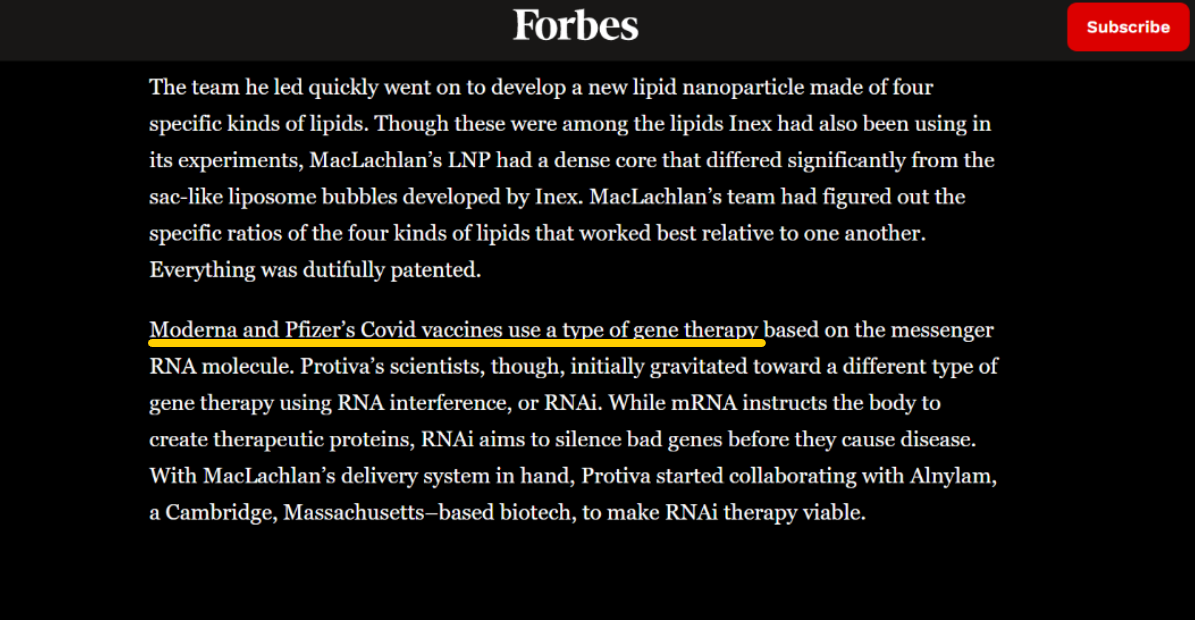 Forbes
Subscribe
The team he led quickly went on to develop a new lipid nanoparticle made of four
specific kinds of lipids. Though these were among the lipids Inex had also been using in
its experiments, MacLachlan’s LNP had a dense core that differed significantly from the
sac-like liposome bubbles developed by Inex. MacLachlan’s team had figured out the
specific ratios of the four kinds of lipids that worked best relative to one another.
Everything was dutifully patented.
Moderna and Pfizer’s Covid vaccines use a type of gene therapy based on the messenger
RNA molecule. Protiva’s scientists, though, initially gravitated toward a different type of
gene therapy using RNA interference, or RNAi. While mRNA instructs the body to
create therapeutic proteins, RNAi aims to silence bad genes before they cause disease.
With MacLachlan’s delivery system in hand, Protiva started collaborating with Alnylam,
a Cambridge, Massachusetts–based biotech, to make RNAi therapy viable.